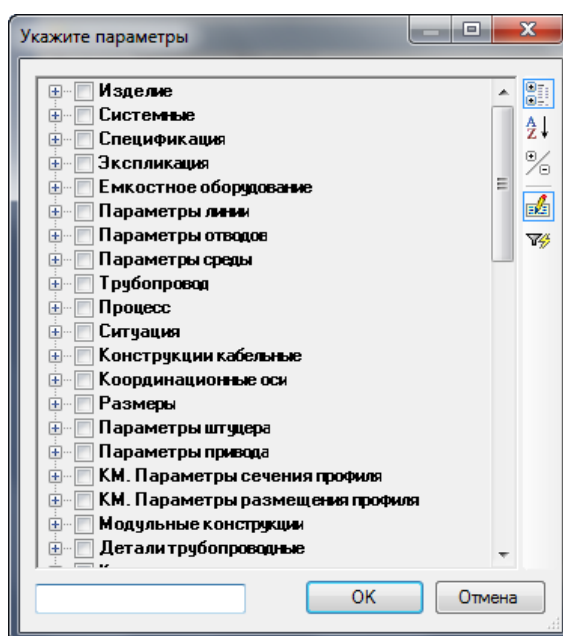 Укажите параметры
Изделие
Системные
Спецификация
Экспликация
Емкостное оборудование
Параметры линии
Параметры отводов
Параметры среды
Трубопровод
Процесс
Ситуация
Конструкции кабельные
Координационные оси
Размеры
Параметры штуцера
Параметры привода
КМ. Параметры сечения профиля
КМ. Параметры размещения профиля
Модульные конструкции
Детали трубопроводные
OK Отмена